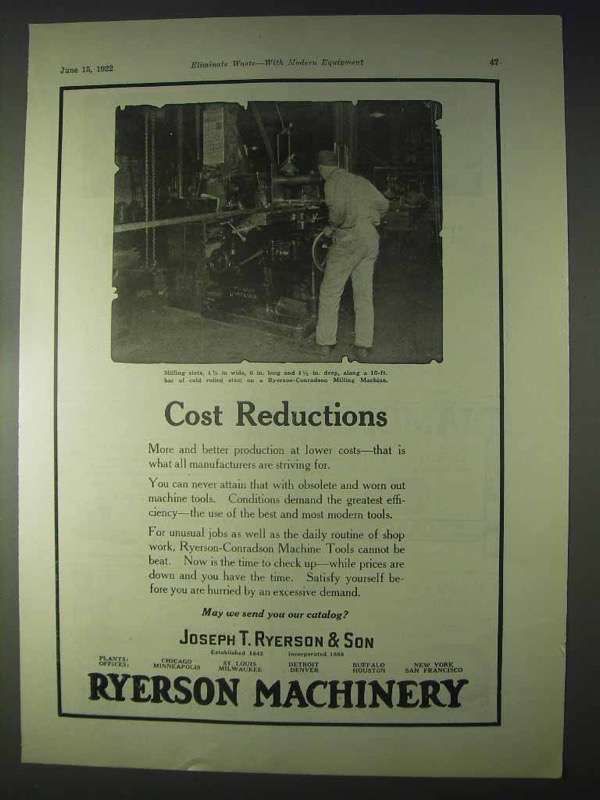 June 15, 1922
Eliminate Waste—With Modern Equipment
47
Milling slots, 1½ in wide, 6 in. long and 1½ in. deep, along a 10-ft.
bar of cold rolled steel on a Ryerson-Conradson Milling Machine.
Cost Reductions
More and better production at lower costs—that is
what all manufacturers are striving for.
You can never attain that with obsolete and worn out
machine tools. Conditions demand the greatest effi-
ciency—the use of the best and most modern tools.
For unusual jobs as well as the daily routine of shop
work, Ryerson-Conradson Machine Tools cannot be
beat. Now is the time to check up—while prices are
down and you have the time. Satisfy yourself be-
fore you are hurried by an excessive demand.
May we send you our catalog?
JOSEPH T. RYERSON & SON
Established 1842 Incorporated 1888
PLANTS: CHICAGO ST. LOUIS DETROIT BUFFALO NEW YORK
OFFICES: MINNEAPOLIS MILWAUKEE DENVER HOUSTON SAN FRANCISCO
RYERSON MACHINERY